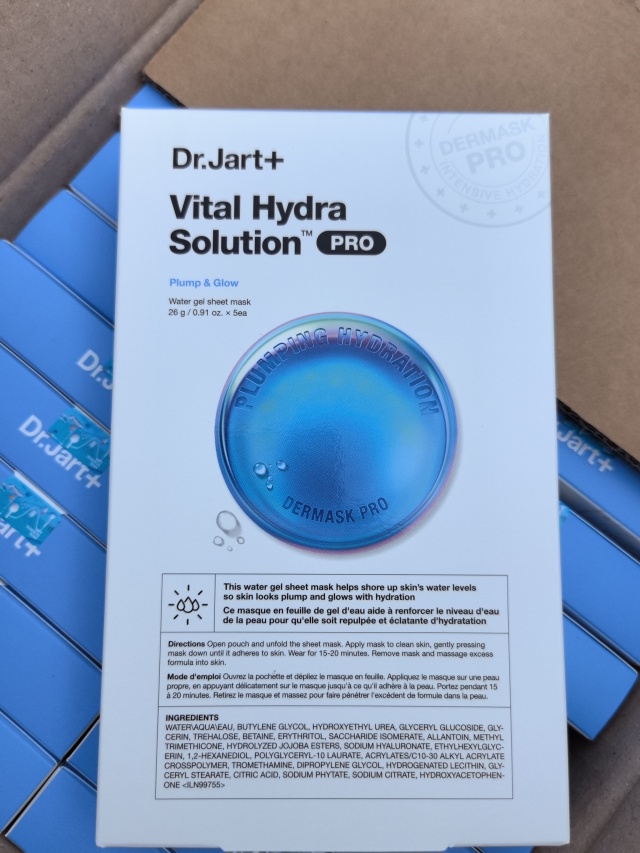 DERMASK
PRO
INTENSIVE HYDRATION
Dr.Jart+
Vital Hydra
Solution™ PRO
Plump & Glow
Water gel sheet mask
26 g / 0.91 oz. × 5ea
PLUMPING HYDRATION
DERMASK PRO
This water gel sheet mask helps shore up skin's water levels
so skin looks plump and glows with hydration
Ce masque en feuille de gel d'eau aide à renforcer le niveau d'eau
de la peau pour qu'elle soit repulpée et éclatante d'hydratation
Directions Open pouch and unfold the sheet mask. Apply mask to clean skin, gently pressing
mask down until it adheres to skin. Wear for 15-20 minutes. Remove mask and massage excess
formula into skin.
Mode d'emploi Ouvrez la pochette et dépliez le masque en feuille. Appliquez le masque sur une peau
propre, en appuyant délicatement sur le masque jusqu'à ce qu'il adhère à la peau. Portez pendant 15
à 20 minutes. Retirez le masque et massez pour faire pénétrer l'excédent de formule dans la peau.
INGREDIENTS
WATER\AQUA\EAU, BUTYLENE GLYCOL, HYDROXYETHYL UREA, GLYCERYL GLUCOSIDE, GLY-
CERIN, TREHALOSE, BETAINE, ERYTHRITOL, SACCHARIDE ISOMERATE, ALLANTOIN, METHYL
TRIMETHICONE, HYDROLYZED JOJOBA ESTERS, SODIUM HYALURONATE, ETHYLHEXYLGLYC-
ERIN, 1,2-HEXANEDIOL, POLYGLYCERYL-10 LAURATE, ACRYLATES/C10-30 ALKYL ACRYLATE
CROSSPOLYMER, TROMETHAMINE, DIPROPYLENE GLYCOL, HYDROGENATED LECITHIN, GLY-
CERYL STEARATE, CITRIC ACID, SODIUM PHYTATE, SODIUM CITRATE, HYDROXYACETOPHEN-
ONE <ILN99755>
Dr.J
Dr.Jart+
art+
Jart+